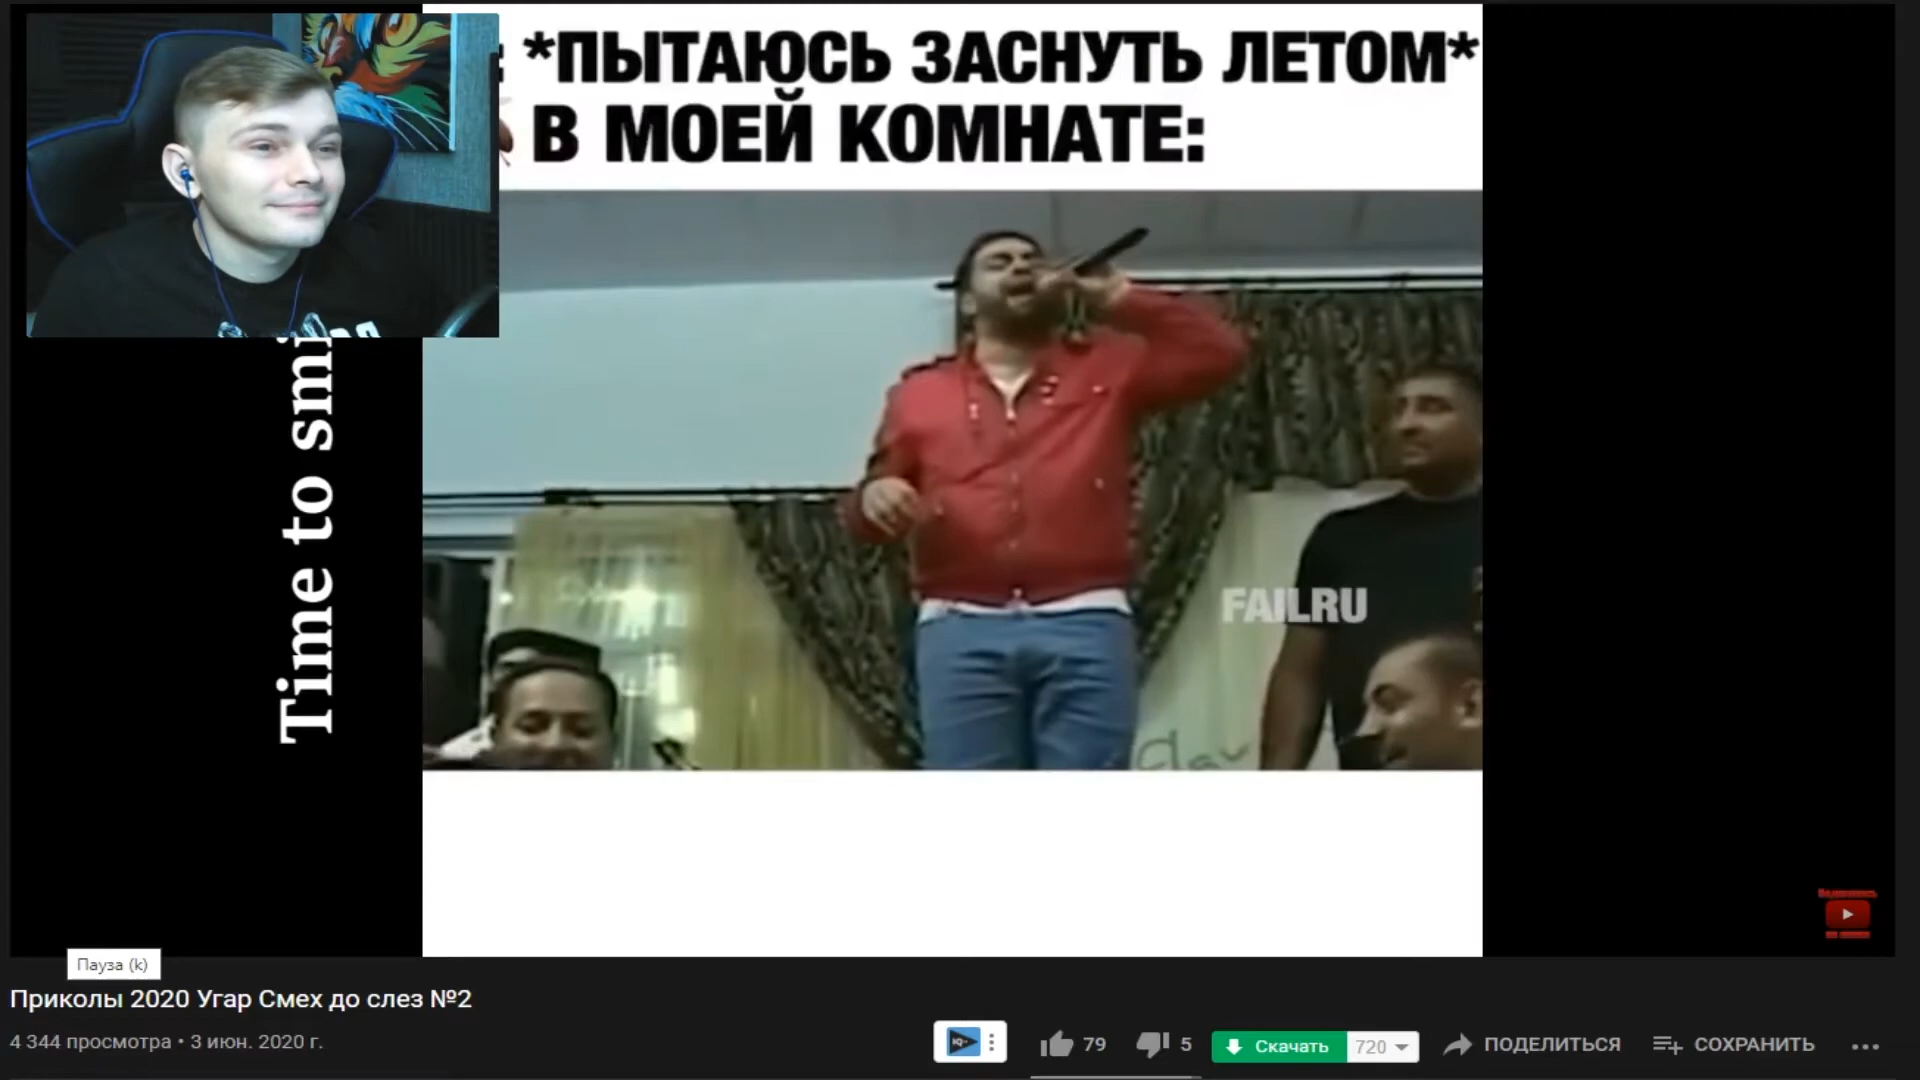 : *ПЫТАЮСЬ ЗАСНУТЬ ЛЕТОМ*
В МОЕЙ КОМНАТЕ:
Time to smi
FAILRU
Пауза (k)
Приколы 2020 Угар Смех до слез №2
4 344 просмотра • 3 июн. 2020 г.
79
5
Скачать
720
ПОДЕЛИТЬСЯ
СОХРАНИТЬ